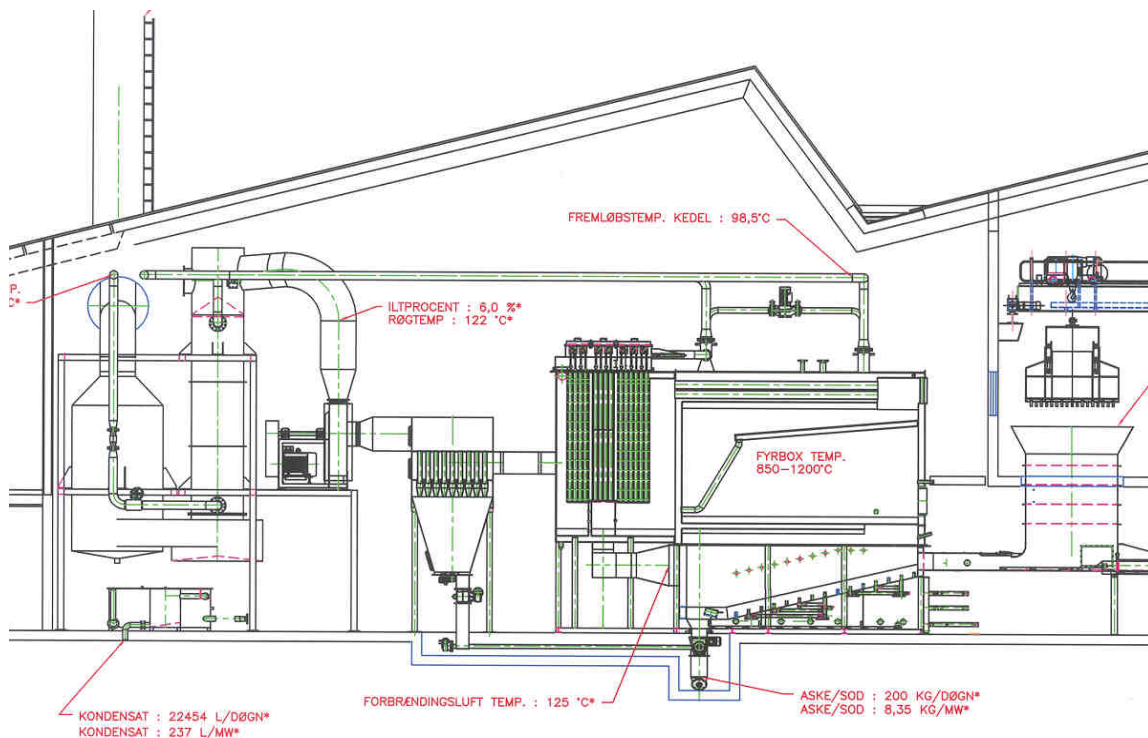 FREMLØBSTEMP. KEDEL : 98,5°C
P.
C*
ILTPROCENT : 6,0 %*
RØGTEMP : 122 °C*
FYRBOX TEMP.
850-1200°C
FORBRÆNDINGSLUFT TEMP. : 125 °C*
ASKE/SOD : 200 KG/DØGN*
ASKE/SOD : 8,35 KG/MW*
KONDENSAT : 22454 L/DØGN*
KONDENSAT : 237 L/MW*